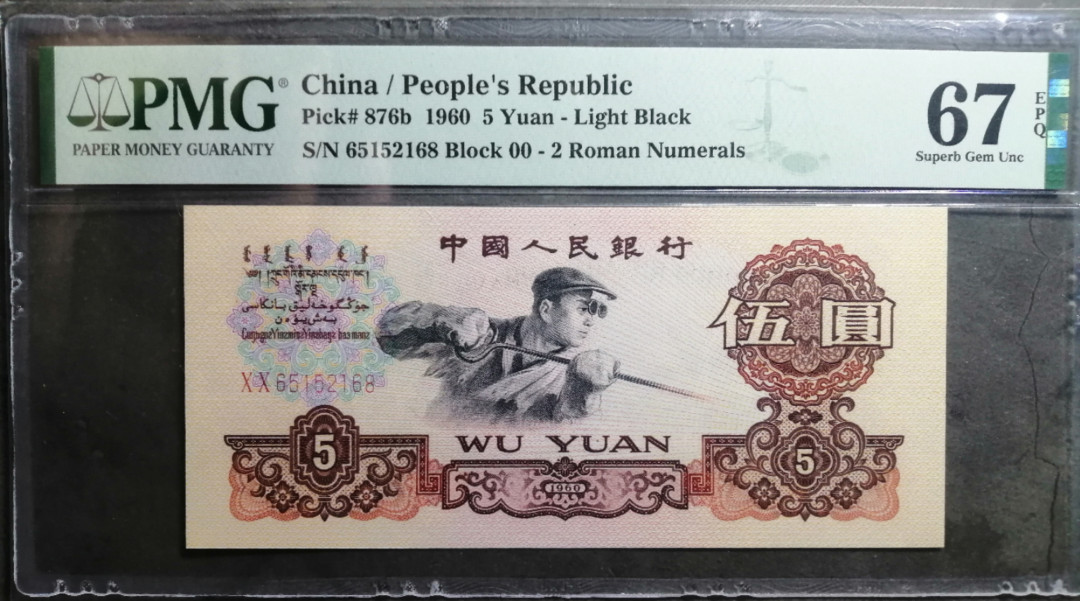 PMG®
PAPER MONEY GUARANTY
China / People's Republic
Pick# 876b 1960 5 Yuan - Light Black
S/N 65152168 Block 00 - 2 Roman Numerals
67
EPQ
Superb Gem Unc
中國人民銀行
伍圓
XX 65152168
5
WU YUAN
1960
5